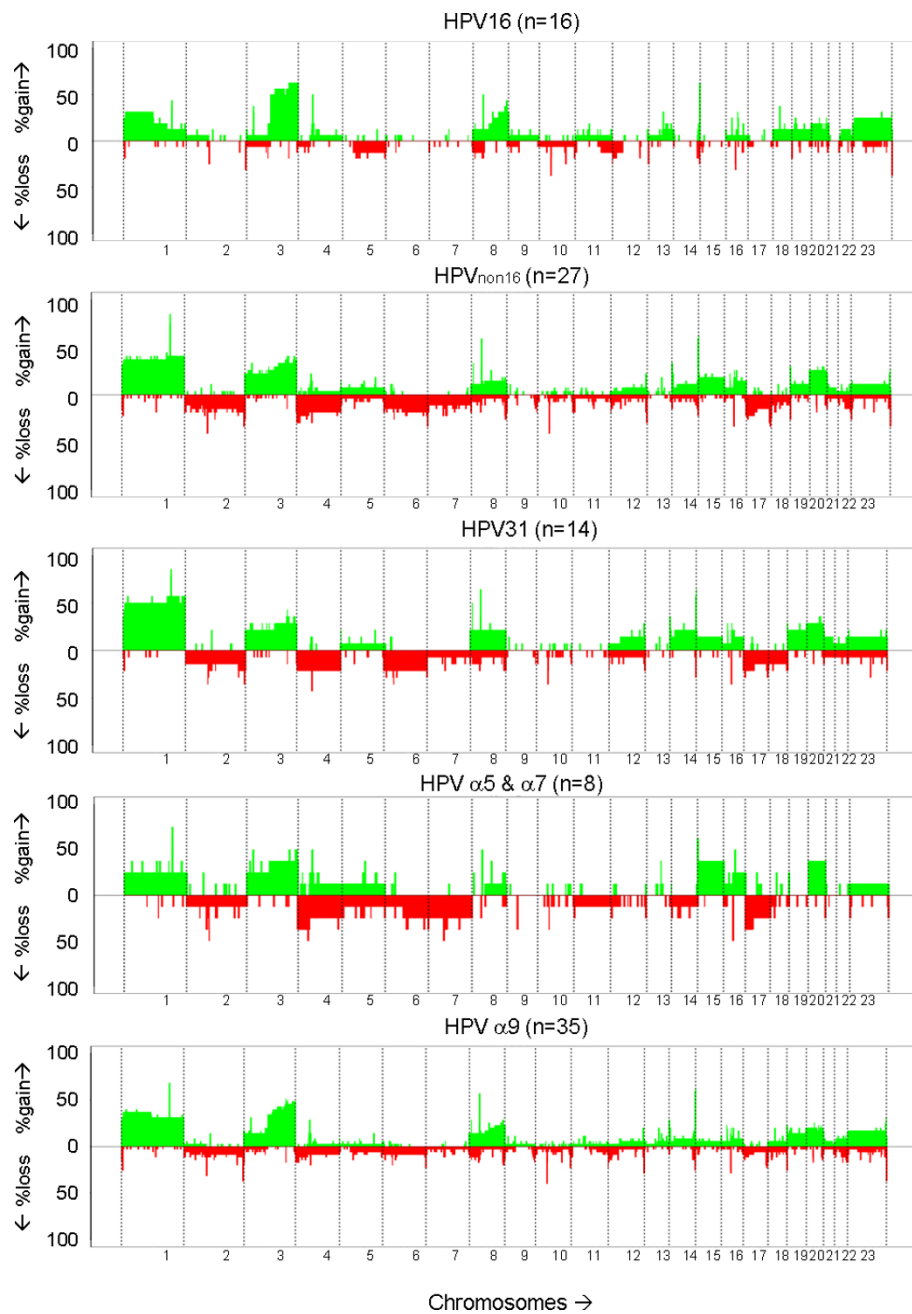 HPV16 (n=16)
100
50
0
50
100
← %loss %gain→
1 2 3 4 5 6 7 8 9 10 11 12 13 14 15 16 17 18 19 20 21 22 23
HPVnon16 (n=27)
100
50
0
50
100
← %loss %gain→
1 2 3 4 5 6 7 8 9 10 11 12 13 14 15 16 17 18 19 20 21 22 23
HPV31 (n=14)
100
50
0
50
100
← %loss %gain→
1 2 3 4 5 6 7 8 9 10 11 12 13 14 15 16 17 18 19 20 21 22 23
HPV α5 & α7 (n=8)
100
50
0
50
100
← %loss %gain→
1 2 3 4 5 6 7 8 9 10 11 12 13 14 15 16 17 18 19 20 21 22 23
HPV α9 (n=35)
100
50
0
50
100
← %loss %gain→
1 2 3 4 5 6 7 8 9 10 11 12 13 14 15 16 17 18 19 20 21 22 23
Chromosomes →